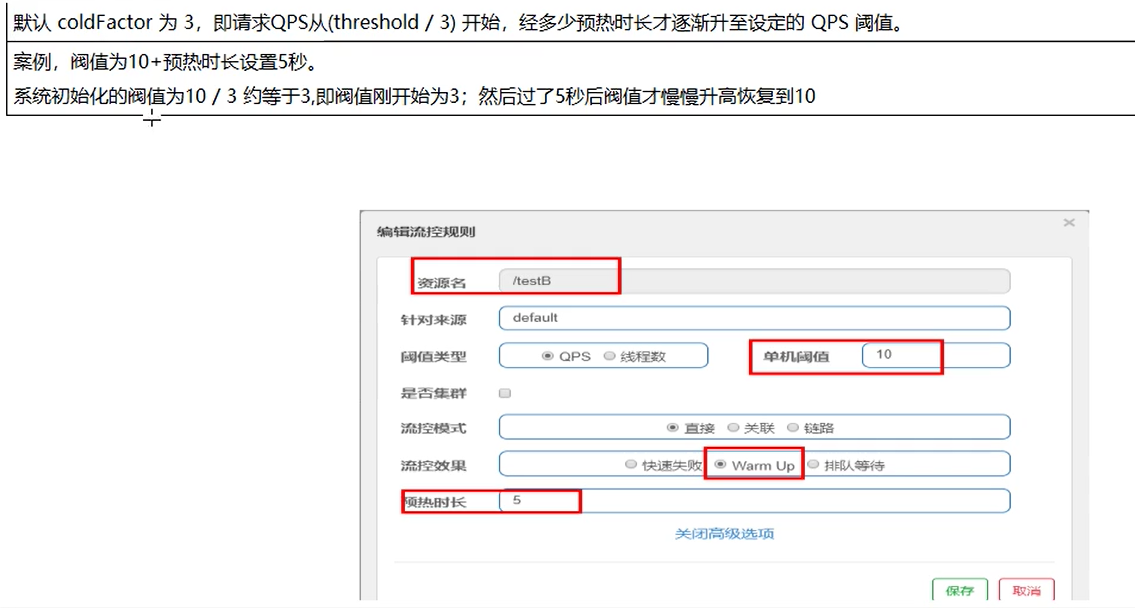 默认 coldFactor 为 3，即请求QPS从(threshold / 3) 开始，经多少预热时长才逐渐升至设定的 QPS 阈值。
案例，阀值为10+预热时长设置5秒。
系统初始化的阀值为10 / 3 约等于3,即阀值刚开始为3；然后过了5秒后阀值才慢慢升高恢复到10
编辑流控规则 ×
资源名 /testB
针对来源 default
阈值类型 QPS 线程数 单机阈值 10
是否集群
流控模式 直接 关联 链路
流控效果 快速失败 Warm Up 排队等待
预热时长 5
关闭高级选项
保存 取消